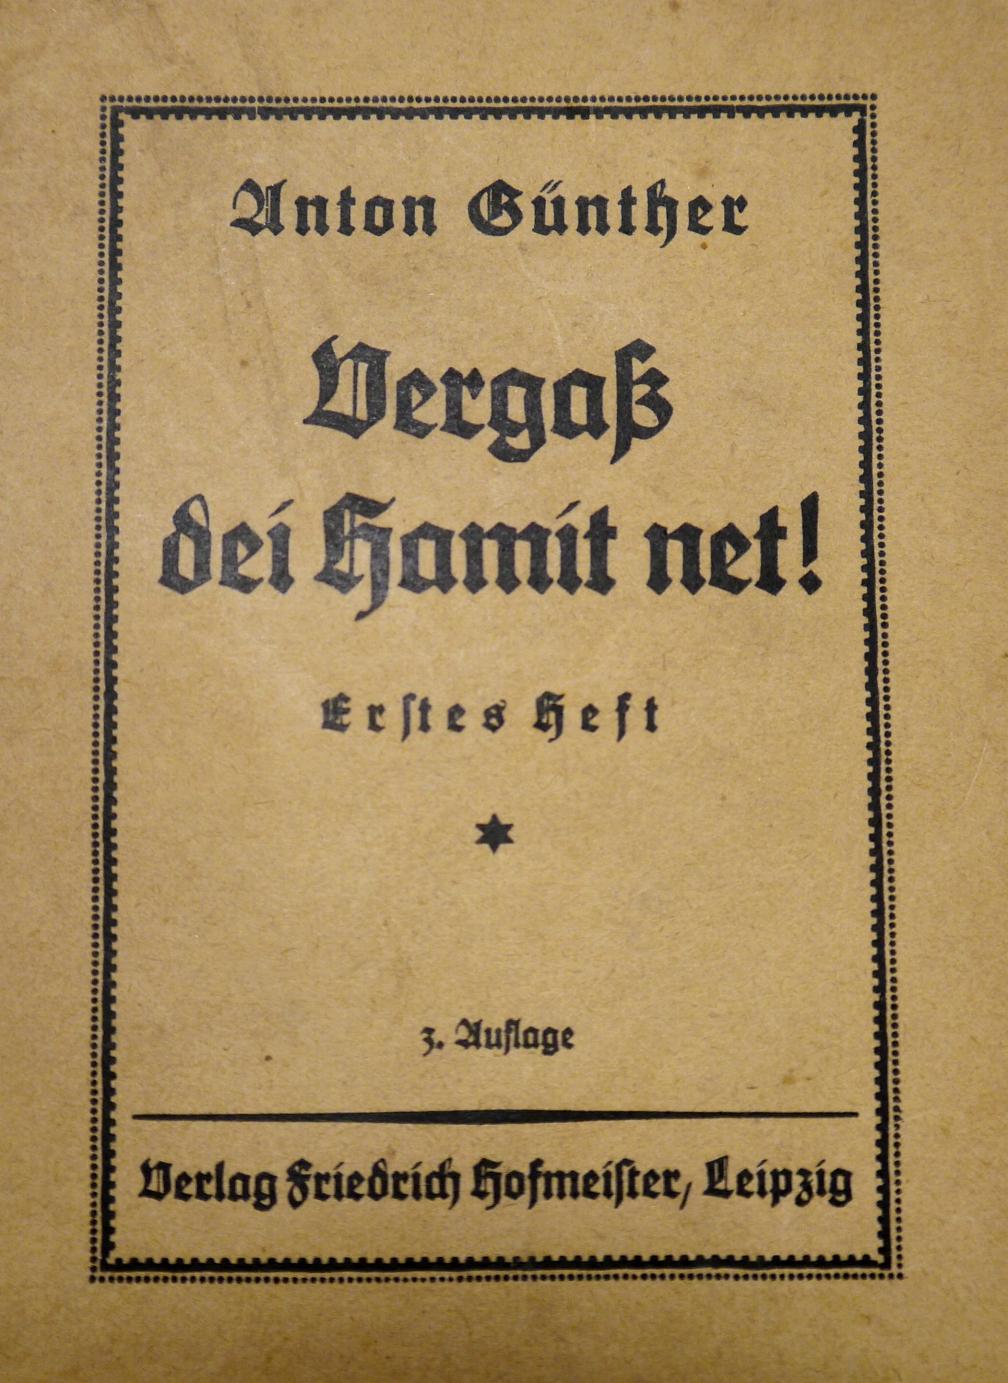 Anton Günther
Vergaß
dei Hamit net!
Erſtes Heft
3. Auflage
Verlag Friedrich Hofmeiſter, Leipzig